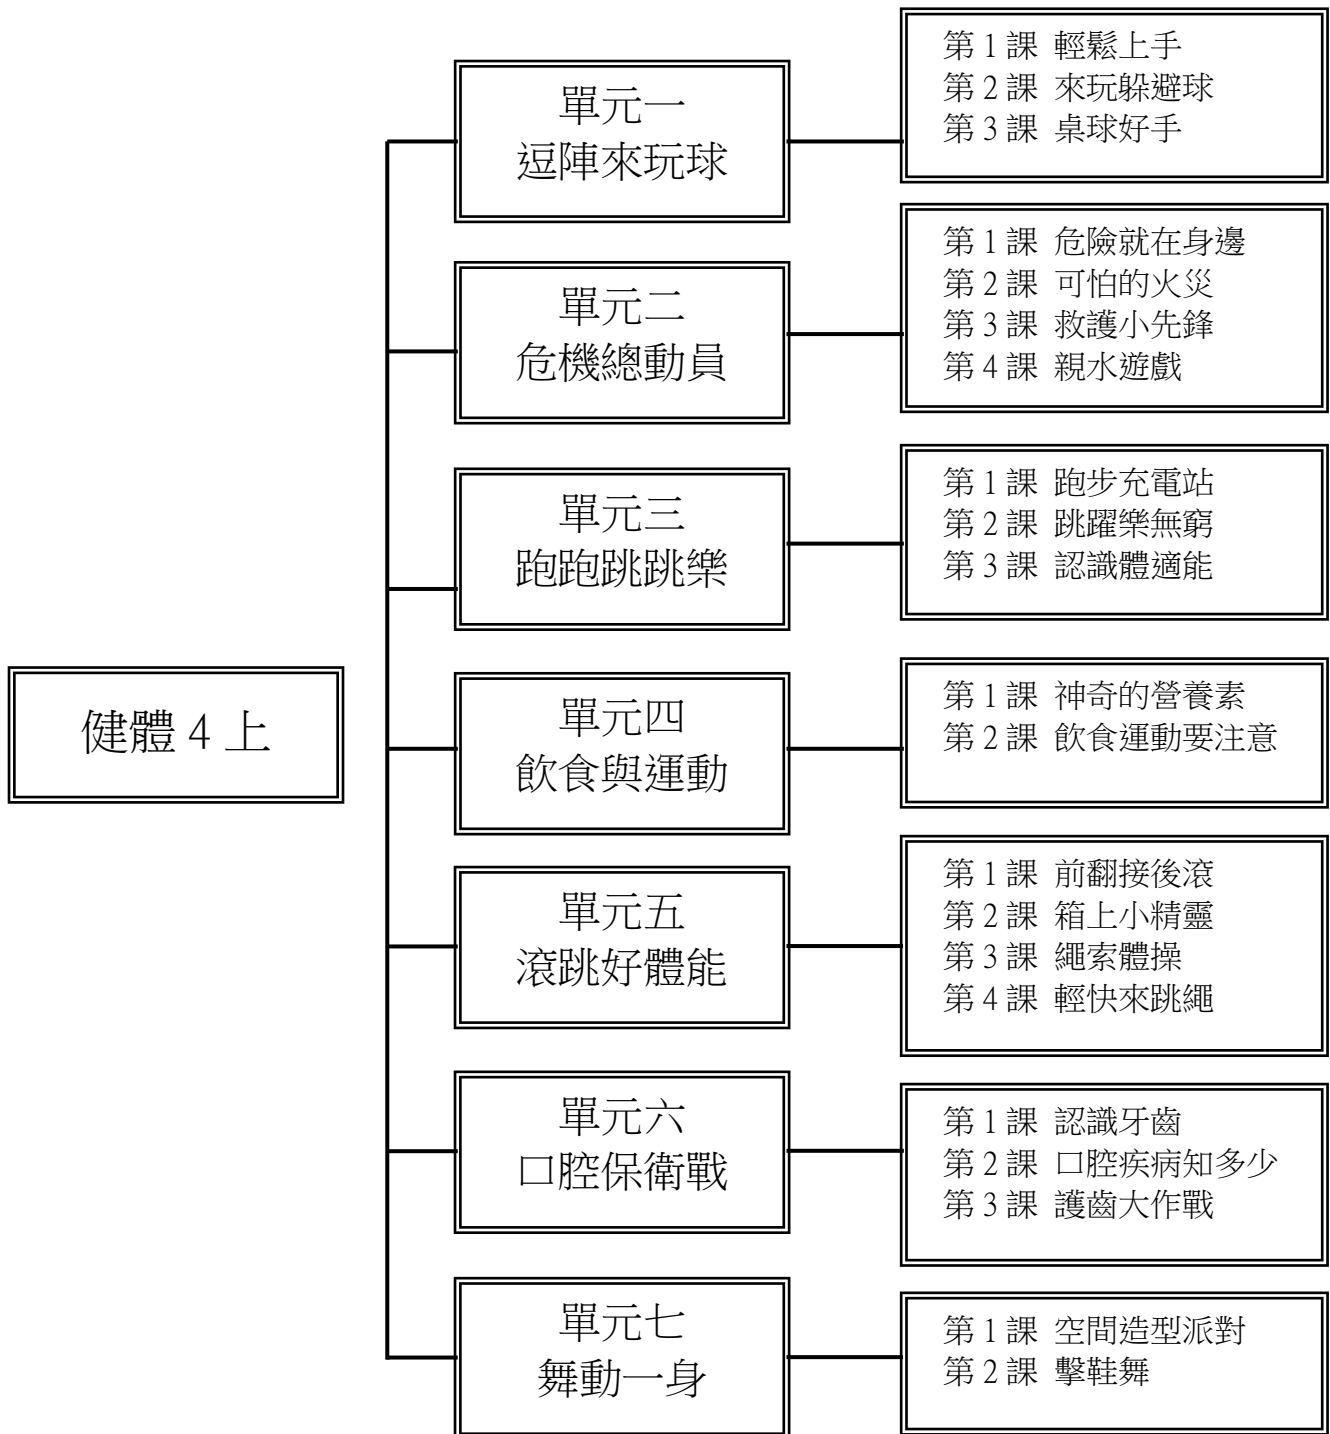 健體 4 上
單元一
逗陣來玩球
第 1 課 輕鬆上手
第 2 課 來玩躲避球
第 3 課 桌球好手
單元二
危機總動員
第 1 課 危險就在身邊
第 2 課 可怕的火災
第 3 課 救護小先鋒
第 4 課 親水遊戲
單元三
跑跑跳跳樂
第 1 課 跑步充電站
第 2 課 跳躍樂無窮
第 3 課 認識體適能
單元四
飲食與運動
第 1 課 神奇的營養素
第 2 課 飲食運動要注意
單元五
滾跳好體能
第 1 課 前翻接後滾
第 2 課 箱上小精靈
第 3 課 繩索體操
第 4 課 輕快來跳繩
單元六
口腔保衛戰
第 1 課 認識牙齒
第 2 課 口腔疾病知多少
第 3 課 護齒大作戰
單元七
舞動一身
第 1 課 空間造型派對
第 2 課 擊鞋舞